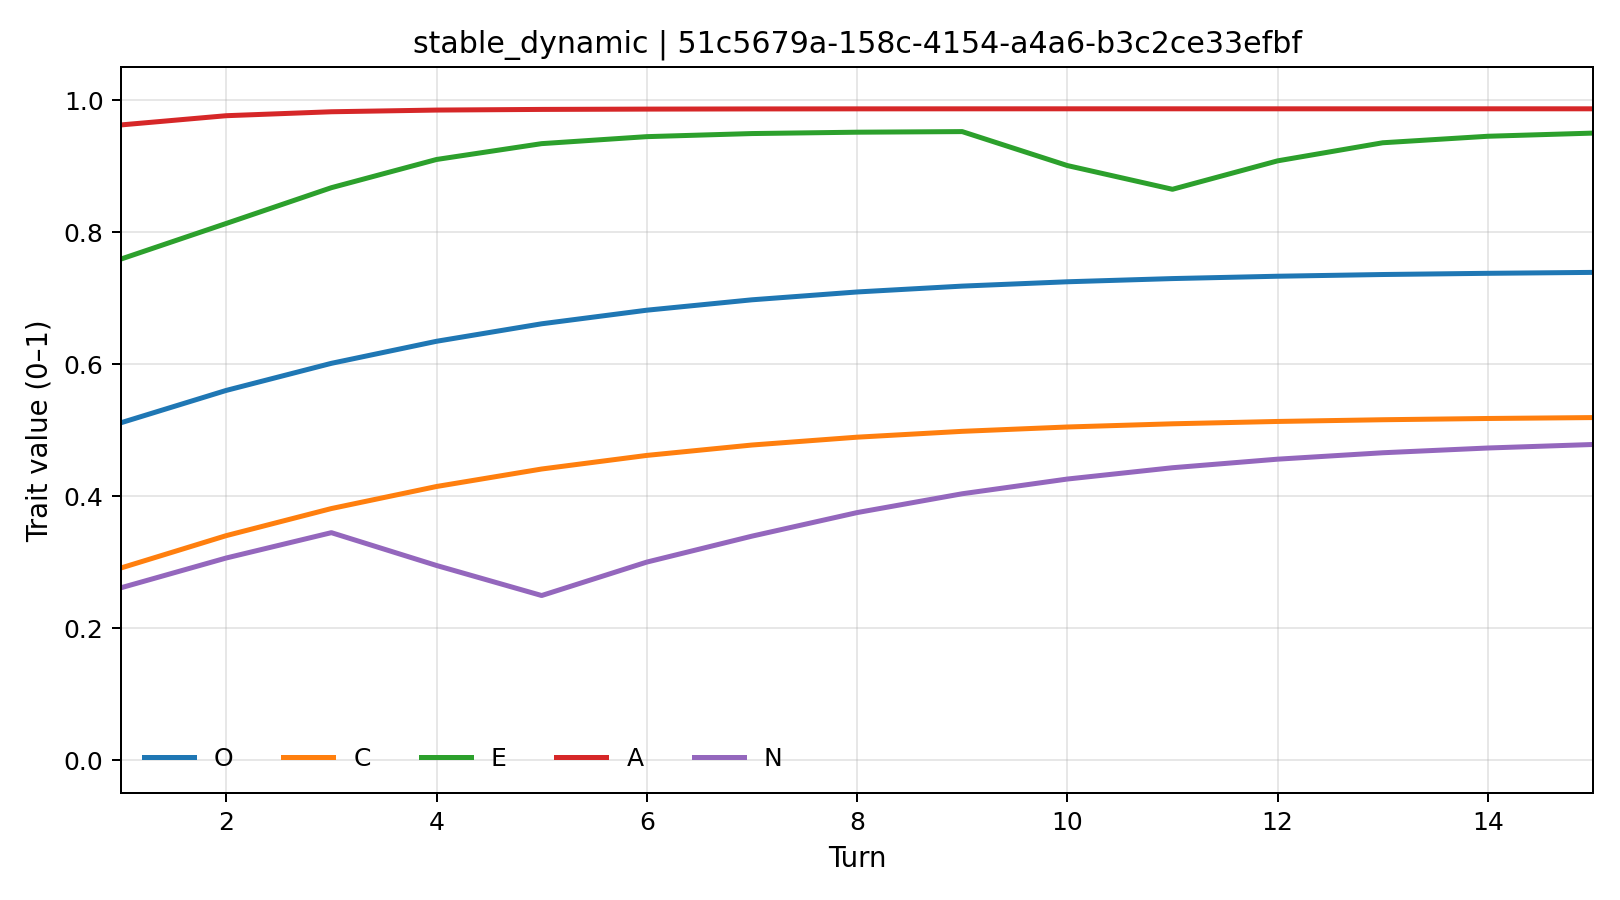 stable_dynamic | 51c5679a-158c-4154-a4a6-b3c2ce33efbf
Trait value (0–1)
1.0
0.8
0.6
0.4
0.2
0.0
O C E A N
2 4 6 8 10 12 14
Turn